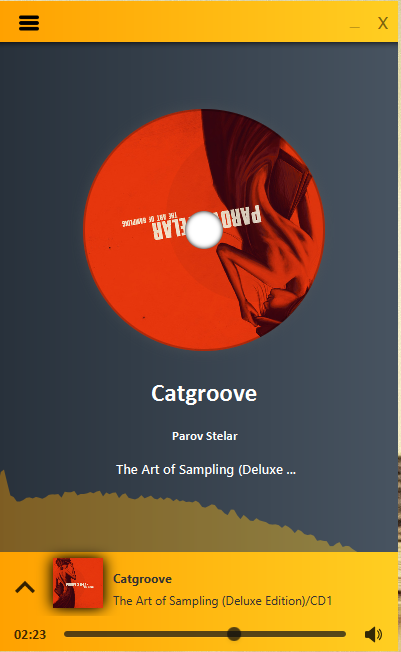 _ X
PAROV STELAR
THE ART OF SAMPLING
Catgroove
Parov Stelar
The Art of Sampling (Deluxe ...
Catgroove
The Art of Sampling (Deluxe Edition)/CD1
02:23